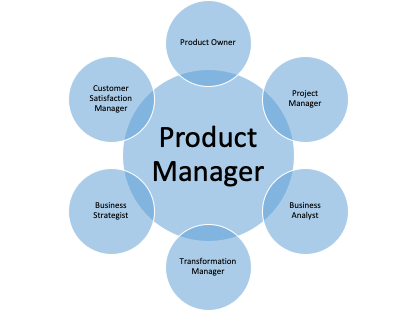 Product Owner
Project
Manager
Business
Analyst
Transformation
Manager
Business
Strategist
Customer
Satisfaction
Manager
Product
Manager